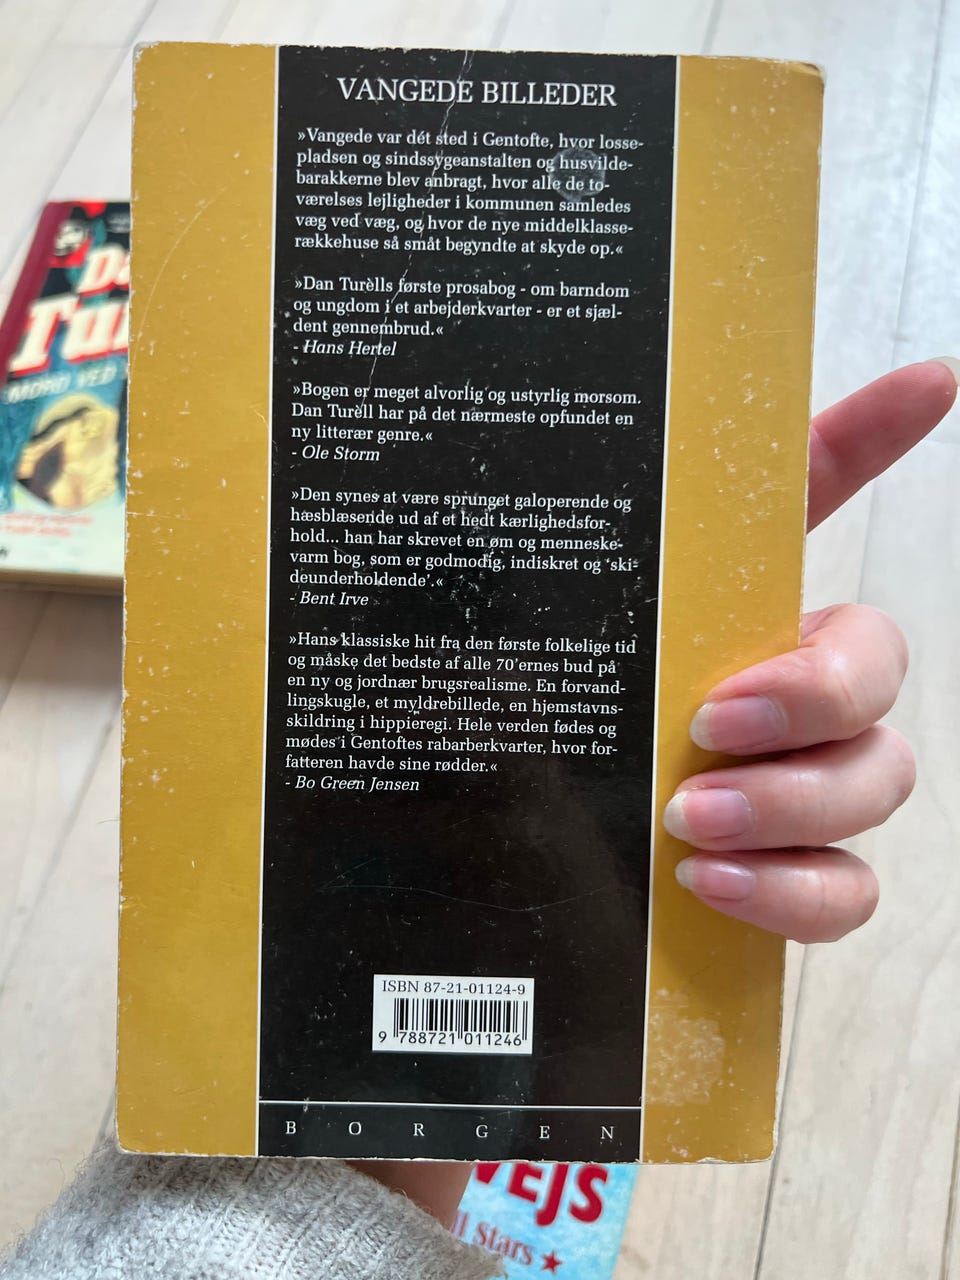 VANGEDE BILLEDER
»Vangede var dét sted i Gentofte, hvor losse-
pladsen og sindssygeanstalten og husvilde-
barakkerne blev anbragt, hvor alle de to-
værelses lejligheder i kommunen samledes
væg ved væg, og hvor de nye middelklasse-
rækkehuse så småt begyndte at skyde op.«
»Dan Turèlls første prosabog - om barndom
og ungdom i et arbejderkvarter - er et sjæl-
dent gennembrud.«
- Hans Hertel
»Bogen er meget alvorlig og ustyrlig morsom.
Dan Turèll har på det nærmeste opfundet en
ny litterær genre.«
- Ole Storm
»Den synes at være sprunget galoperende og
hæsblæsende ud af et hedt kærlighedsfor-
hold... han har skrevet en øm og menneske-
varm bog, som er godmodig, indiskret og ‘ski-
deunderholdende’.«
- Bent Irve
»Hans klassiske hit fra den første folkelige tid
og måske det bedste af alle 70’ernes bud på
en ny og jordnær brugsrealisme. En forvand-
lingskugle, et myldrebillede, en hjemstavns-
skildring i hippieregi. Hele verden fødes og
mødes i Gentoftes rabarberkvarter, hvor for-
fatteren havde sine rødder.«
- Bo Green Jensen
ISBN 87-21-01124-9
9 788721 011246
BORGEN
Da
Tu
MORD VED
VEJS
ll Stars